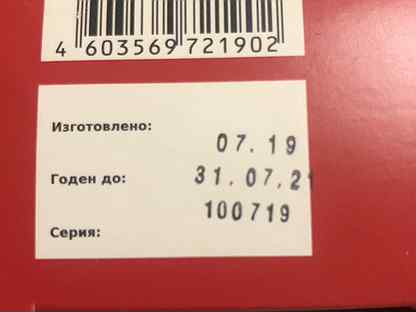 4 603569 721902
Изготовлено: 07.19
Годен до: 31.07.21
100719
Серия: